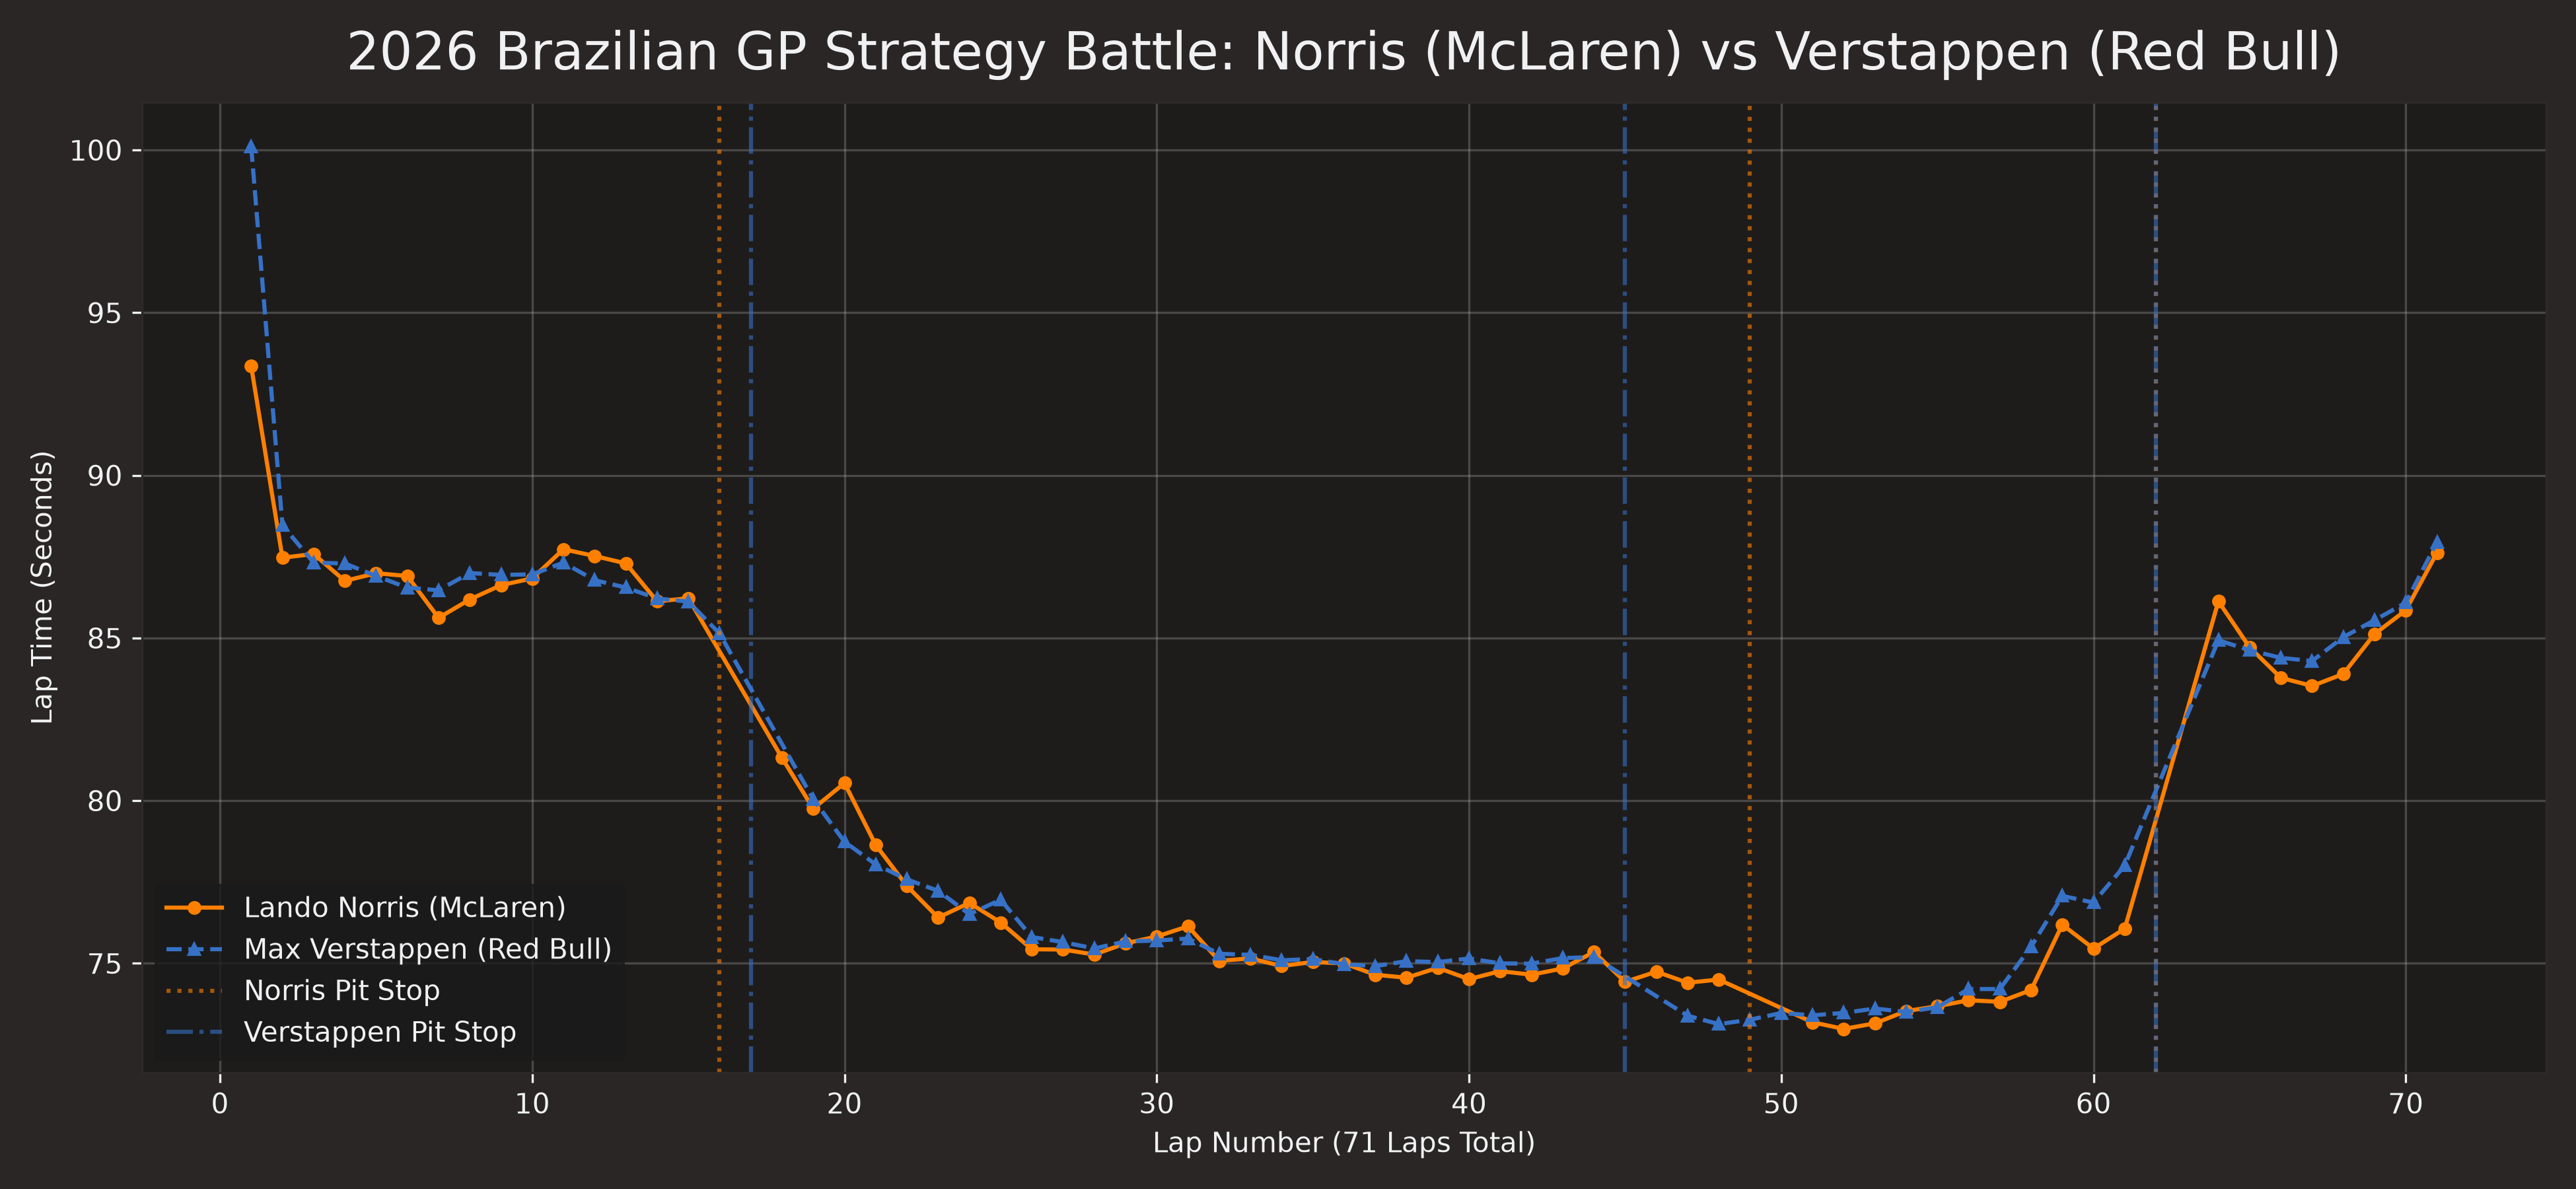 2026 Brazilian GP Strategy Battle: Norris (McLaren) vs Verstappen (Red Bull)
Lap Time (Seconds)
100
95
90
85
80
75
Lando Norris (McLaren)
Max Verstappen (Red Bull)
Norris Pit Stop
Verstappen Pit Stop
0 10 20 30 40 50 60 70
Lap Number (71 Laps Total)